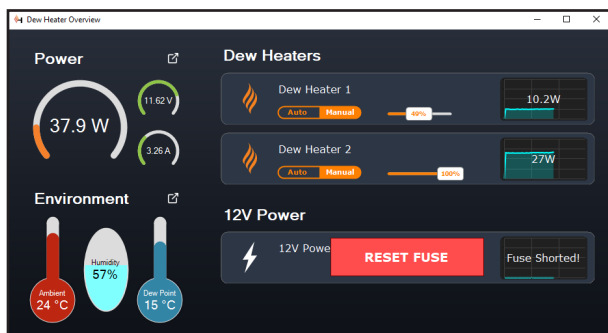 Dew Heater Overview
Power
37.9 W
11.62 V
3.26 A
Environment
Ambient
24 °C
Humidity
57%
Dew Point
15 °C
Dew Heaters
Dew Heater 1
Auto Manual
49%
10.2W
Dew Heater 2
Auto Manual
100%
27W
12V Power
12V Powe
RESET FUSE
Fuse Shorted!